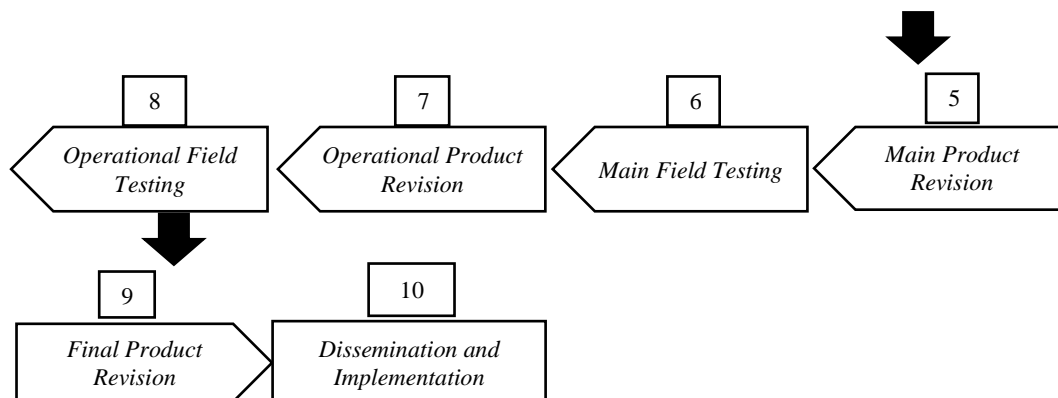 8
7
6
5
Operational Field
Testing
Operational Product
Revision
Main Field Testing
Main Product
Revision
9
10
Final Product
Revision
Dissemination and
Implementation